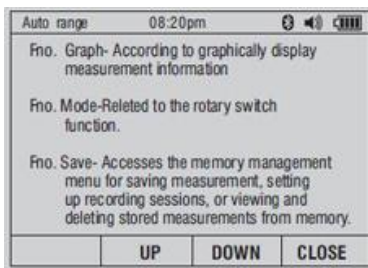 Auto range 08:20pm
Fno. Graph- According to graphically display
measurement information
Fno. Mode-Releted to the rotary switch
function.
Fno. Save- Accesses the memory management
menu for saving measurement, setting
up recording sessions, or viewing and
deleting stored measurements from memory.
UP DOWN CLOSE